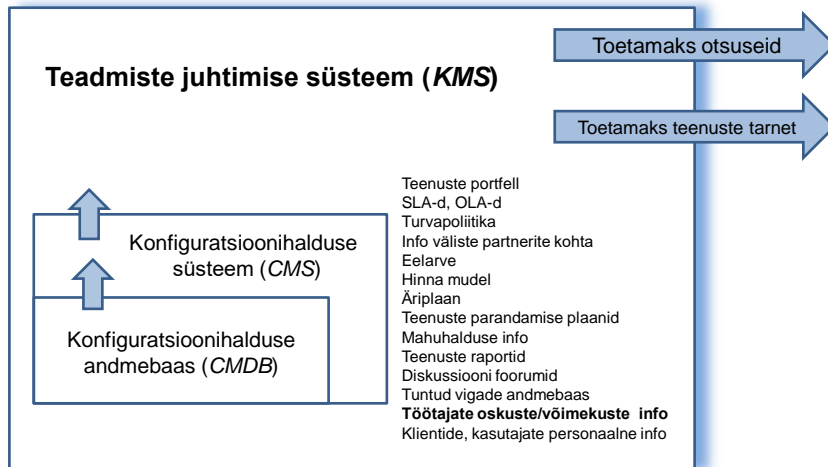 Toetamaks otsuseid
Teadmiste juhtimise süsteem (KMS)
Toetamaks teenuste tarnet
Konfiguratsioonihalduse
süsteem (CMS)
Konfiguratsioonihalduse
andmebaas (CMDB)
Teenuste portfell
SLA-d, OLA-d
Turvapoliitika
Info väliste partnerite kohta
Eelarve
Hinna mudel
Äriplaan
Teenuste parandamise plaanid
Mahuhalduse info
Teenuste raportid
Diskussiooni foorumid
Tuntud vigade andmebaas
Töötajate oskuste/võimekuste info
Klientide, kasutajate personaalne info